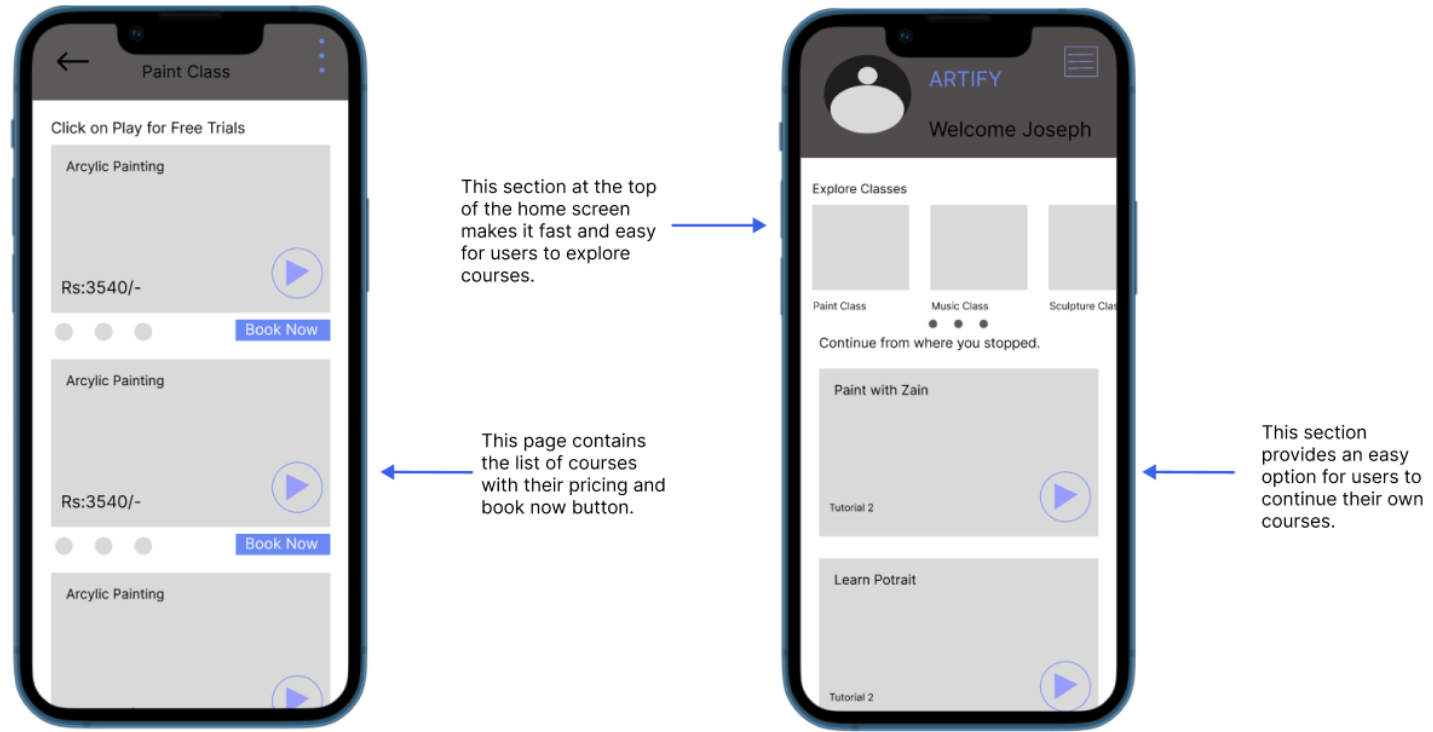 Paint Class
Click on Play for Free Trials
Arcylic Painting
Rs:3540/-
Book Now
Arcylic Painting
Rs:3540/-
Book Now
Arcylic Painting
This section at the top
of the home screen
makes it fast and easy
for users to explore
courses.
This page contains
the list of courses
with their pricing and
book now button.
ARTIFY
Welcome Joseph
Explore Classes
Paint Class
Music Class
Sculpture Clas
Continue from where you stopped.
Paint with Zain
Tutorial 2
Learn Potrait
Tutorial 2
This section
provides an easy
option for users to
continue their own
courses.